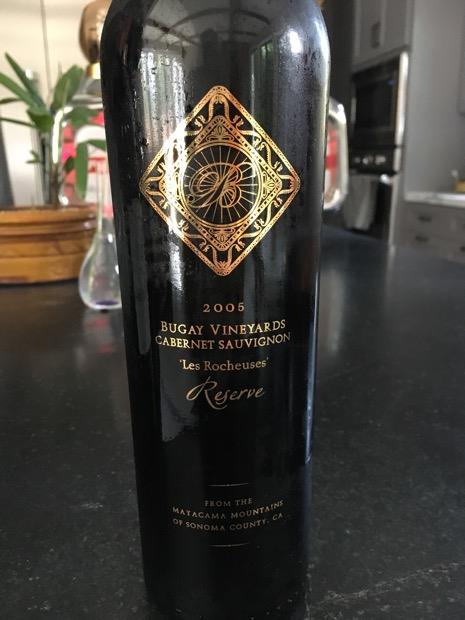 B
2005
BUGAY VINEYARDS
CABERNET SAUVIGNON
'Les Rocheuses'
Reserve
FROM THE
MAYACAMA MOUNTAINS
OF SONOMA COUNTY, CA